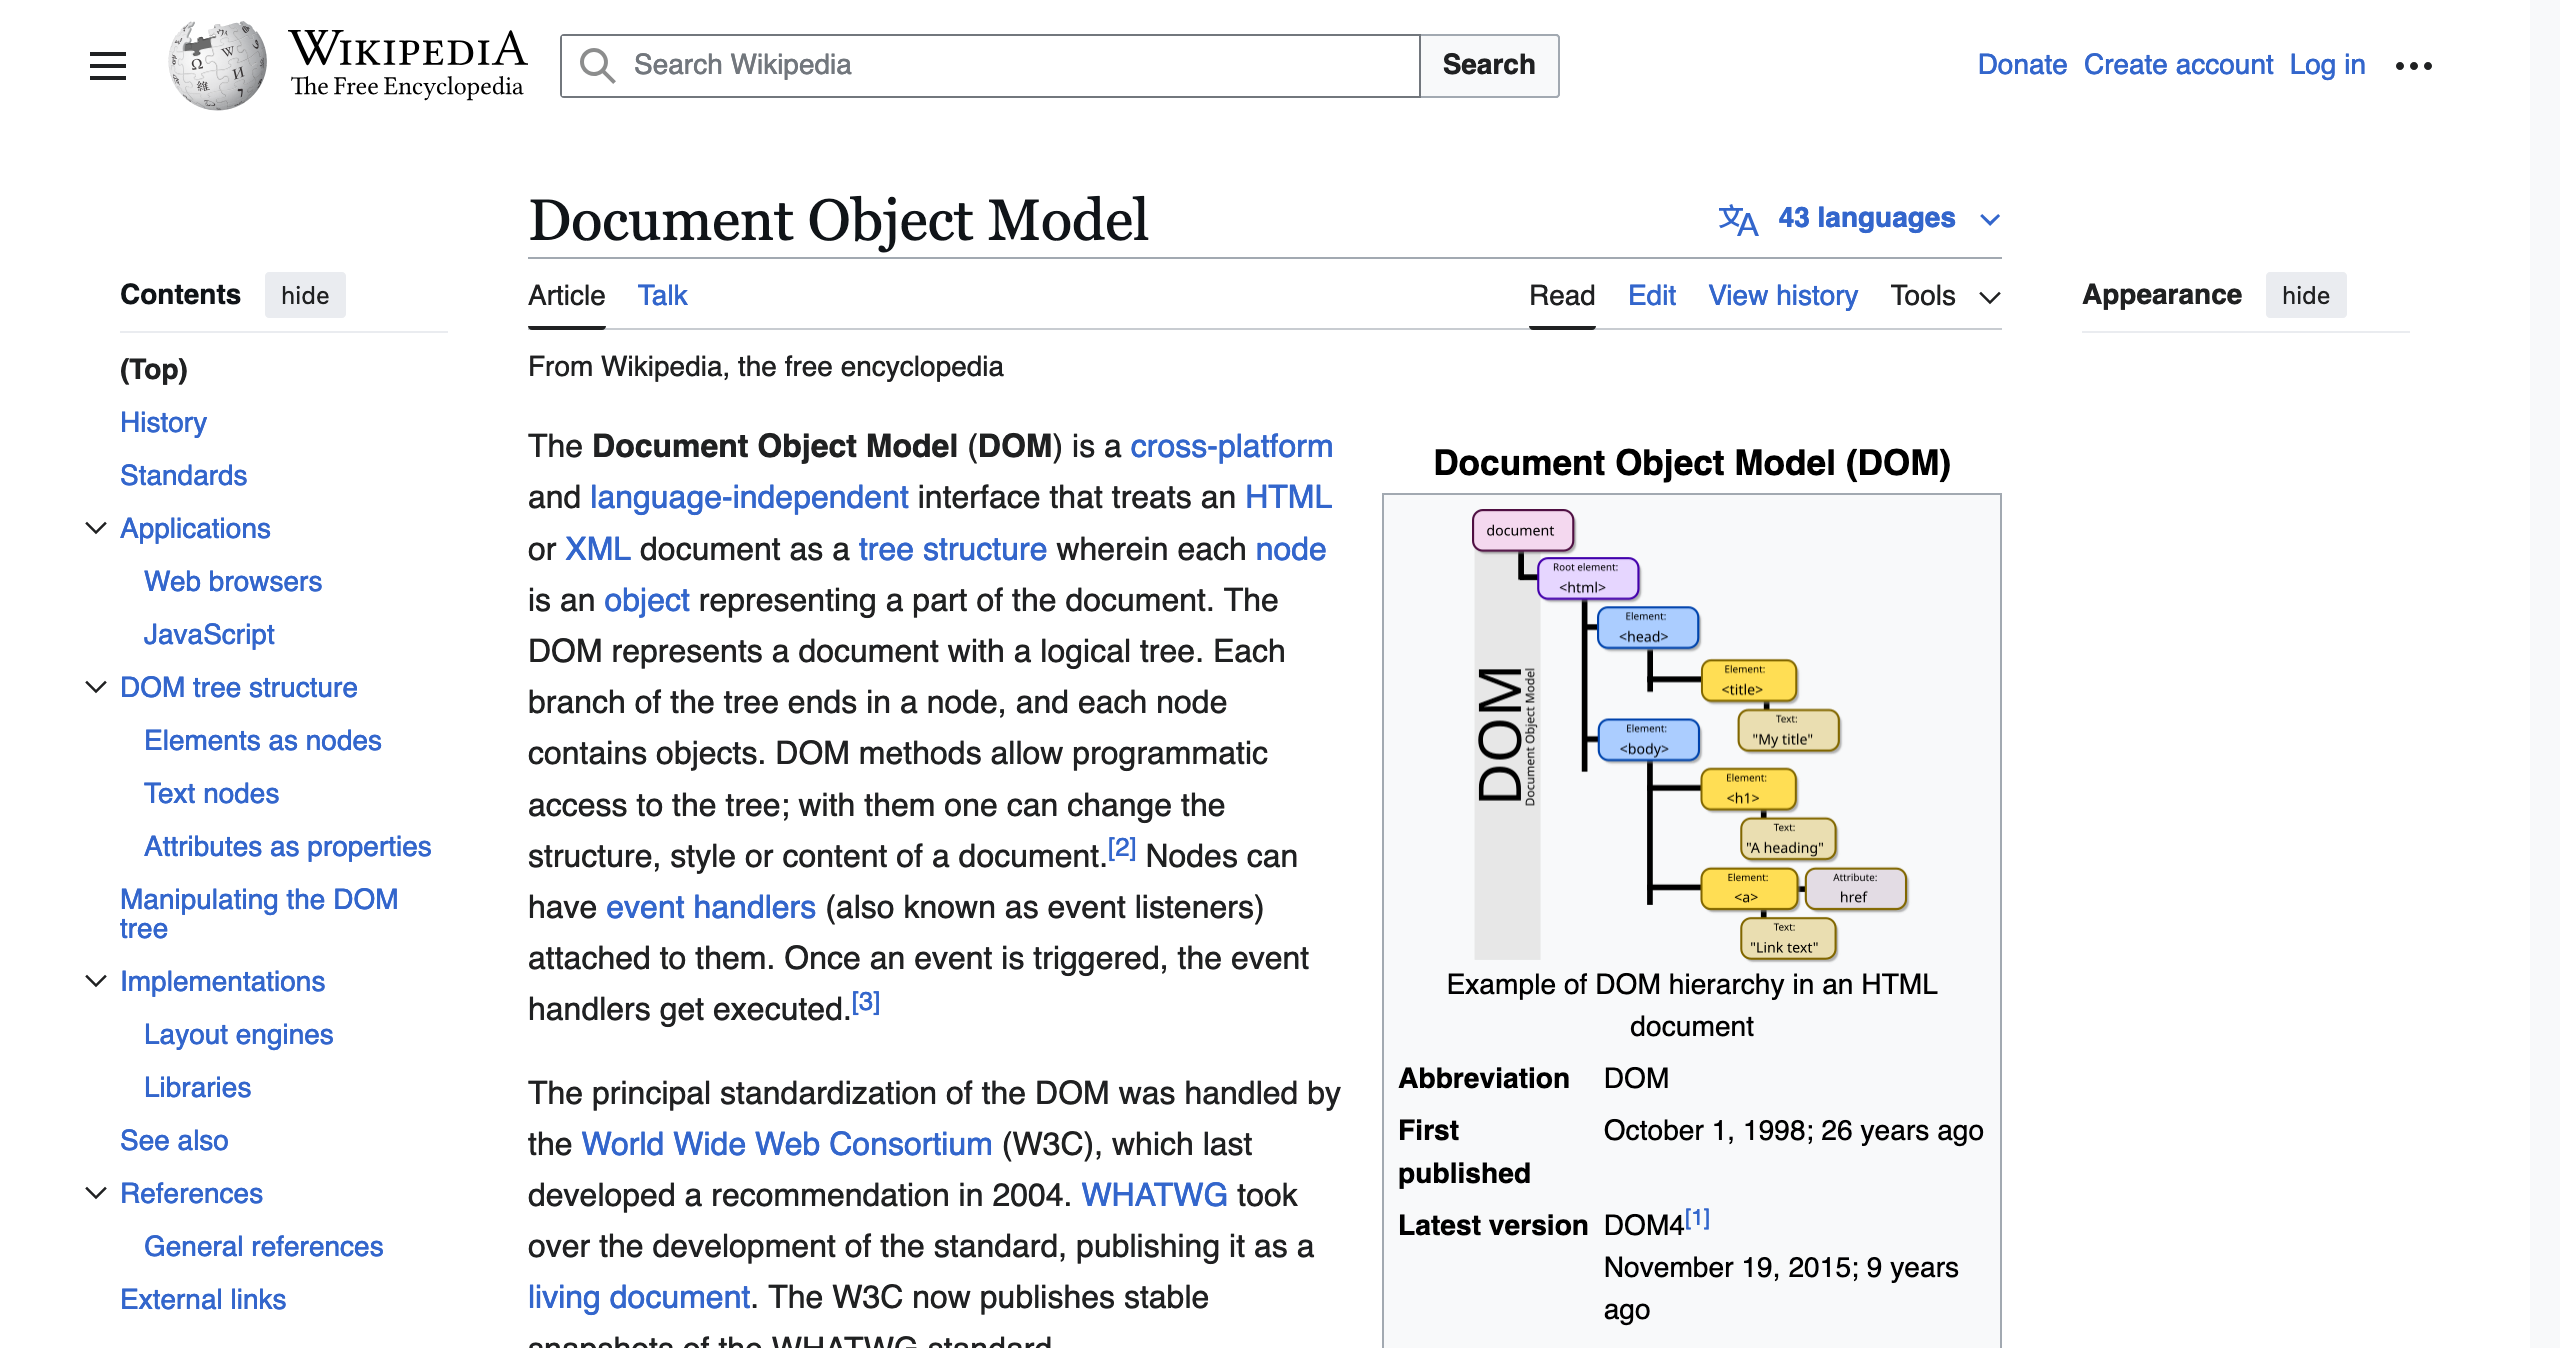 WIKIPEDIA
The Free Encyclopedia
Search Wikipedia
Search
Donate Create account Log in
Document Object Model
43 languages
Contents hide
(Top)
History
Standards
Applications
Web browsers
JavaScript
DOM tree structure
Elements as nodes
Text nodes
Attributes as properties
Manipulating the DOM
tree
Implementations
Layout engines
Libraries
See also
References
General references
External links
Article Talk
Read Edit View history Tools
Appearance hide
From Wikipedia, the free encyclopedia
The Document Object Model (DOM) is a cross-platform
and language-independent interface that treats an HTML
or XML document as a tree structure wherein each node
is an object representing a part of the document. The
DOM represents a document with a logical tree. Each
branch of the tree ends in a node, and each node
contains objects. DOM methods allow programmatic
access to the tree; with them one can change the
structure, style or content of a document.[2] Nodes can
have event handlers (also known as event listeners)
attached to them. Once an event is triggered, the event
handlers get executed.[3]
The principal standardization of the DOM was handled by
the World Wide Web Consortium (W3C), which last
developed a recommendation in 2004. WHATWG took
over the development of the standard, publishing it as a
living document. The W3C now publishes stable
snapshots of the WHATWG standard.
Document Object Model (DOM)
document
Root element:
<html>
Element:
<head>
Element:
<title>
Text:
"My title"
Element:
<body>
Element:
<h1>
Text:
"A heading"
Element:
<a>
Attribute:
href
Text:
"Link text"
DOM
Document Object Model
Example of DOM hierarchy in an HTML
document
Abbreviation DOM
First October 1, 1998; 26 years ago
published
Latest version DOM4[1]
November 19, 2015; 9 years
ago